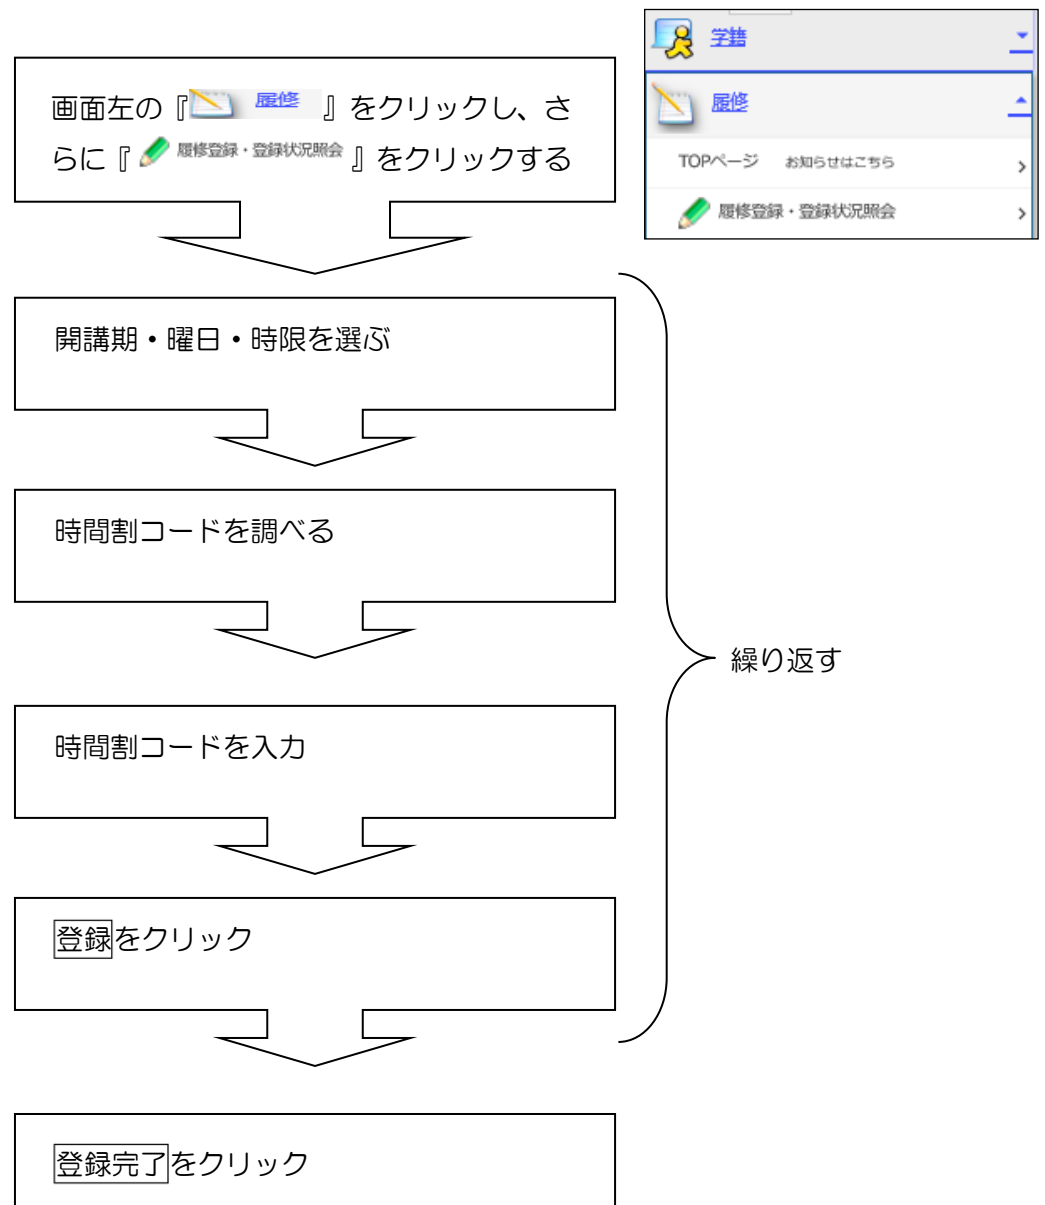 学籍
履修
TOPページ お知らせはこちら
履修登録・登録状況照会
画面左の『 履修 』をクリックし、さ
らに『 履修登録・登録状況照会 』をクリックする
開講期・曜日・時限を選ぶ
時間割コードを調べる
繰り返す
時間割コードを入力
登録をクリック
登録完了をクリック